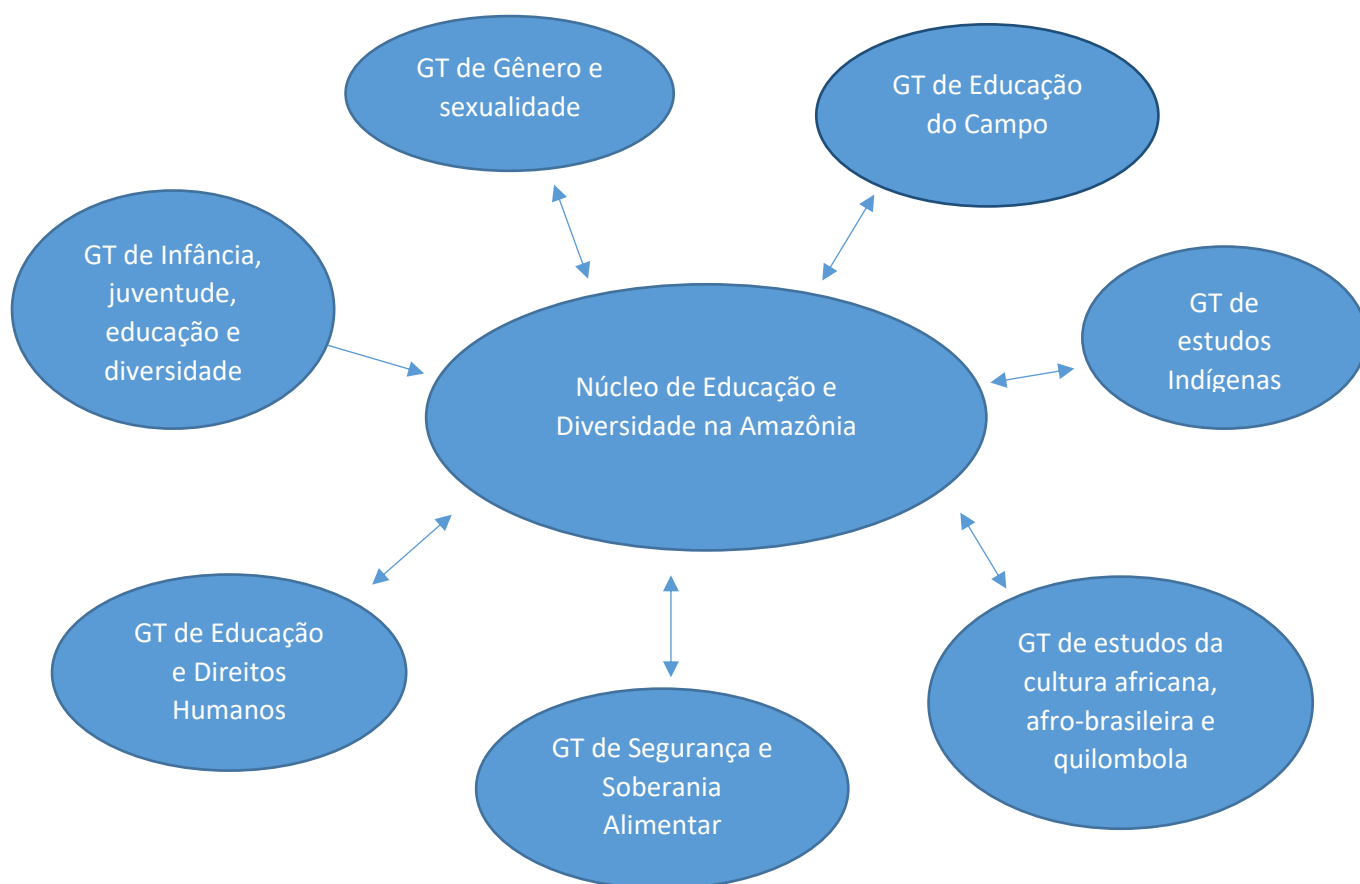 GT de Gênero e
sexualidade
GT de Educação
do Campo
GT de Infância,
juventude,
educação e
diversidade
GT de
estudos
Indígenas
Núcleo de Educação e
Diversidade na Amazônia
GT de Educação
e Direitos
Humanos
GT de Segurança e
Soberania
Alimentar
GT de estudos da
cultura africana,
afro-brasileira e
quilombola